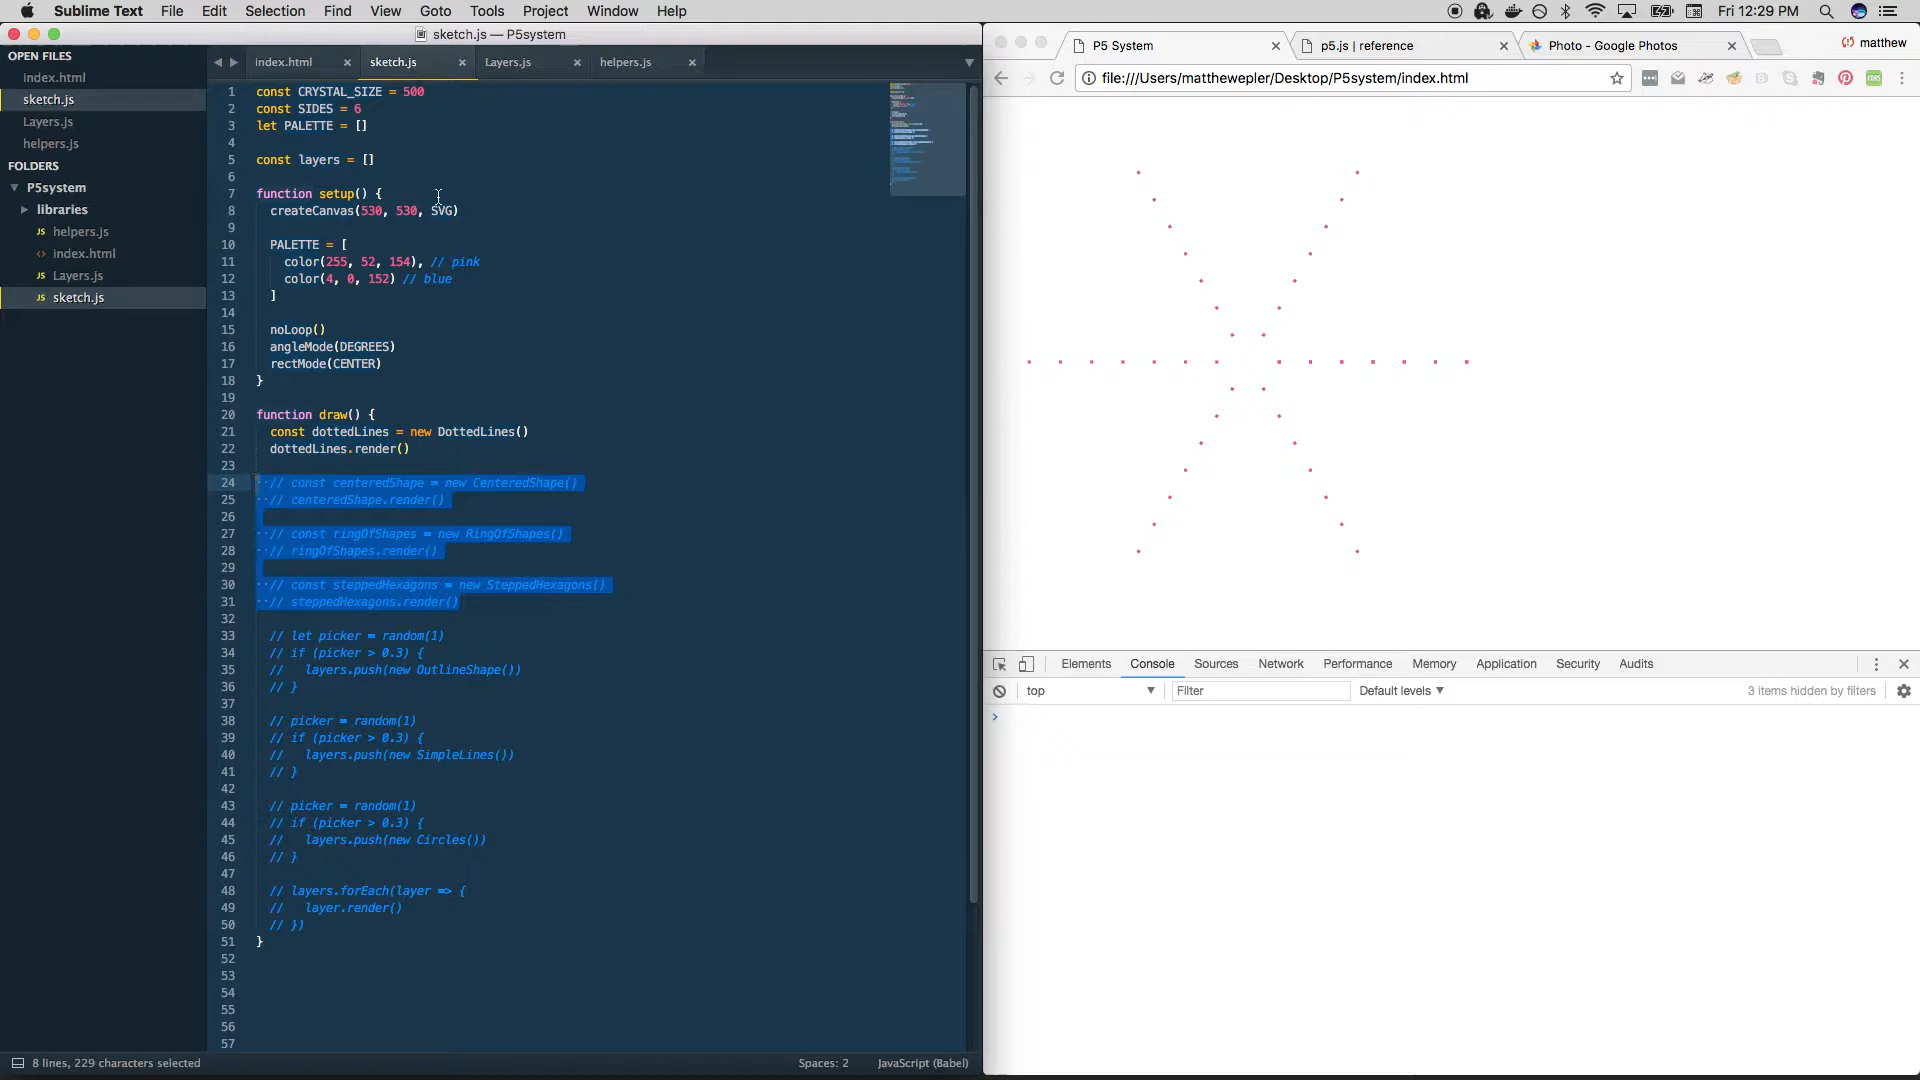 Sublime Text File Edit Selection Find View Goto Tools Project Window Help
Fri 12:29 PM
sketch.js — P5system
OPEN FILES
index.html
sketch.js
Layers.js
helpers.js
FOLDERS
P5system
libraries
JS helpers.js
<> index.html
JS Layers.js
JS sketch.js
index.html sketch.js Layers.js helpers.js
1 const CRYSTAL_SIZE = 500
2 const SIDES = 6
3 let PALETTE = []
4
5 const layers = []
6
7 function setup() {
8 createCanvas(530, 530, SVG)
9
10 PALETTE = [
11 color(255, 52, 154), // pink
12 color(4, 0, 152) // blue
13 ]
14
15 noLoop()
16 angleMode(DEGREES)
17 rectMode(CENTER)
18 }
19
20 function draw() {
21 const dottedLines = new DottedLines()
22 dottedLines.render()
23
24 // const centeredShape = new CenteredShape()
25 // centeredShape.render()
26
27 // const ringOfShapes = new RingOfShapes()
28 // ringOfShapes.render()
29
30 // const steppedHexagons = new SteppedHexagons()
31 // steppedHexagons.render()
32
33 // let picker = random(1)
34 // if (picker > 0.3) {
35 // layers.push(new OutlineShape())
36 // }
37
38 // picker = random(1)
39 // if (picker > 0.3) {
40 // layers.push(new SimpleLines())
41 // }
42
43 // picker = random(1)
44 // if (picker > 0.3) {
45 // layers.push(new Circles())
46 // }
47
48 // layers.forEach(layer => {
49 // layer.render()
50 // })
51 }
52
53
54
55
56
57
8 lines, 229 characters selected
Spaces: 2
JavaScript (Babel)
P5 System
p5.js | reference
Photo - Google Photos
matthew
file:///Users/matthewepler/Desktop/P5system/index.html
Elements Console Sources Network Performance Memory Application Security Audits
top Filter Default levels 3 items hidden by filters
>